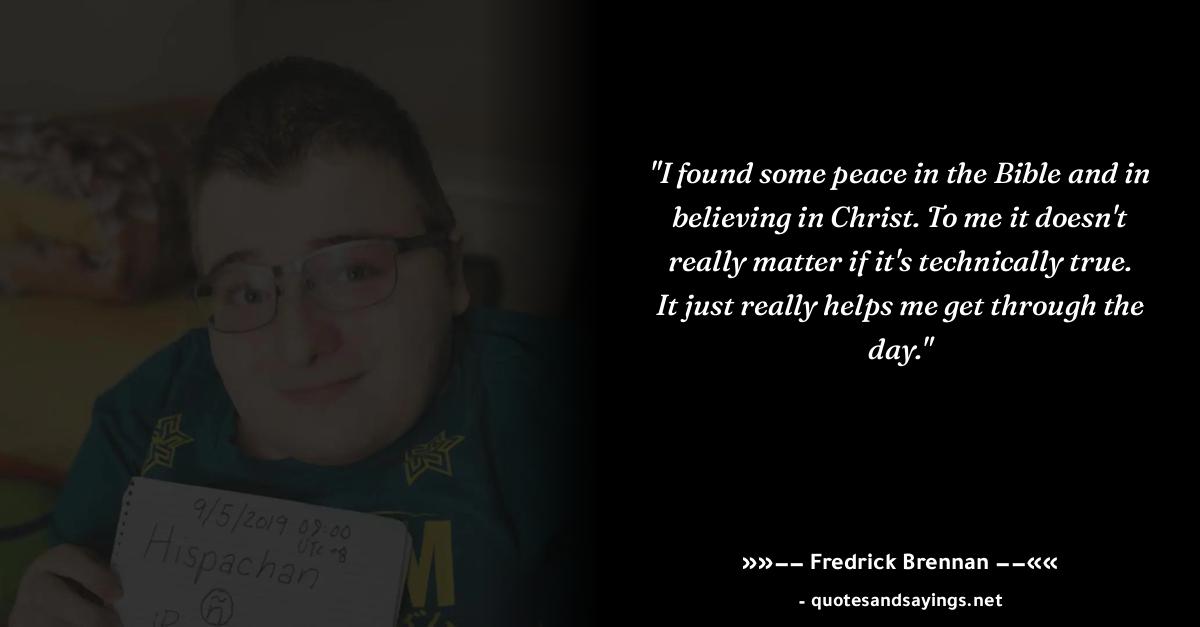 "I found some peace in the Bible and in
believing in Christ. To me it doesn't
really matter if it's technically true.
It just really helps me get through the
day."
»»−− Fredrick Brennan −−««
- quotesandsayings.net
9/5/2019 09:00
UTC +8
Hispachan
ñ
M